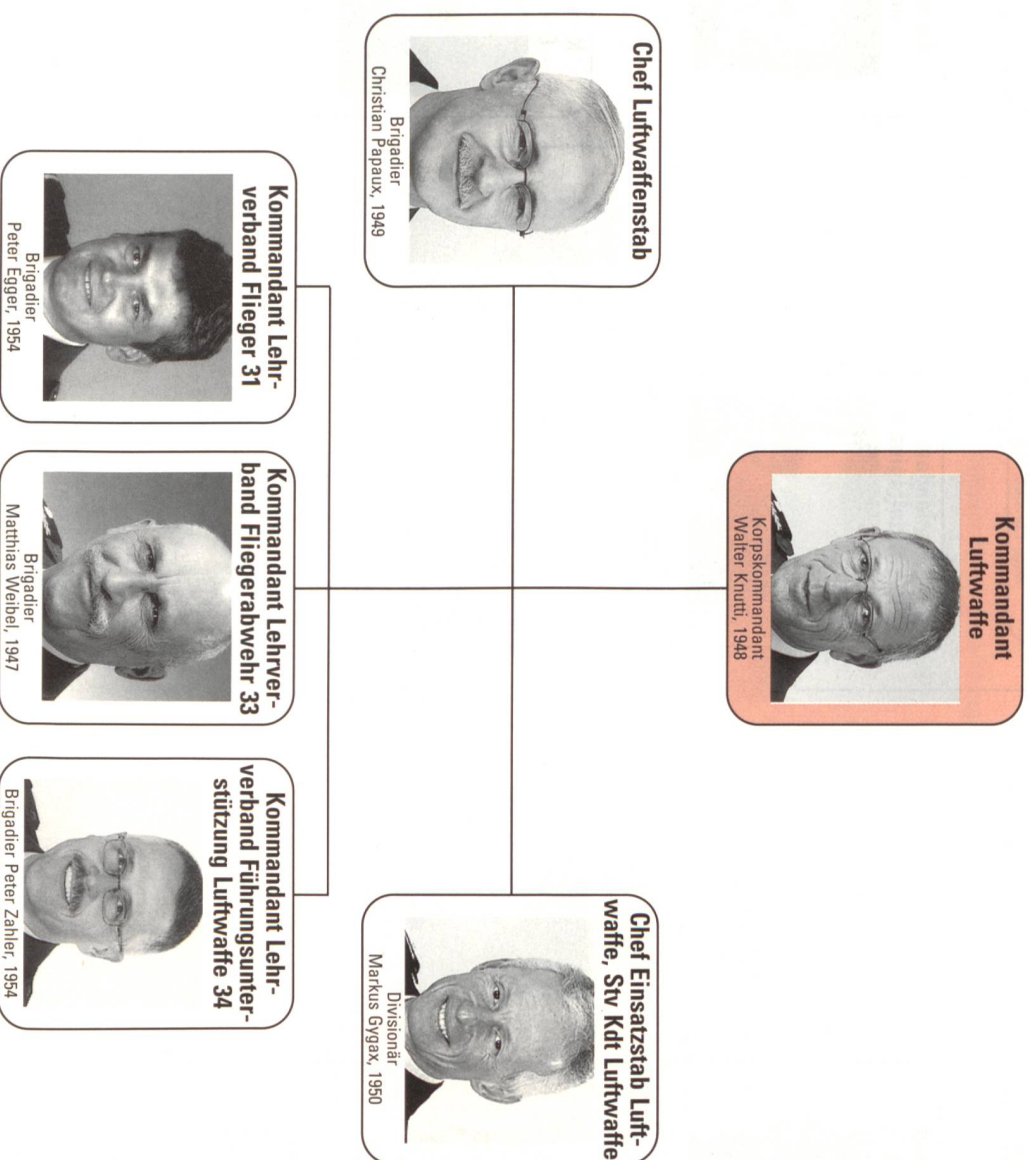 Kommandant
Luftwaffe
Korpskommandant
Walter Knutti, 1948
Chef Luftwaffenstab
Brigadier
Christian Papaux, 1949
Chef Einsatzstab Luft-
waffe, Stv Kdt Luftwaffe
Divisionär
Markus Gygax, 1950
Kommandant Lehr-
verband Flieger 31
Brigadier
Peter Egger, 1954
Kommandant Lehrver-
band Fliegerabwehr 33
Brigadier
Matthias Weibel, 1947
Kommandant Lehr-
verband Führungsunter-
stützung Luftwaffe 34
Brigadier Peter Zahler, 1954